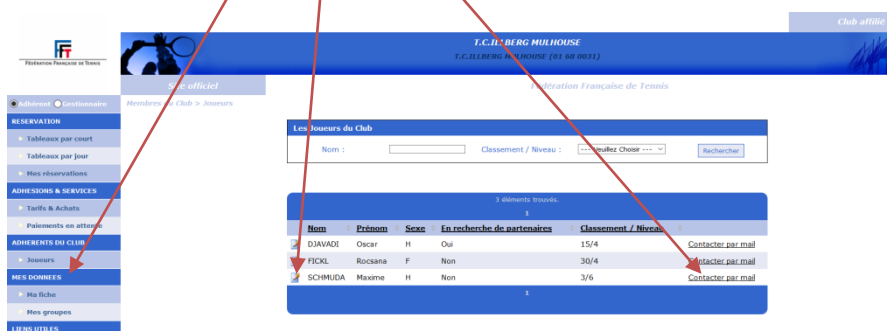 Club affilié
FFT
FÉDÉRATION FRANÇAISE DE TENNIS
T.C.ILLBERG MULHOUSE
T.C.ILLBERG MULHOUSE (01 68 0031)
Site officiel
Fédération Française de Tennis
Adhérent Gestionnaire
Membres du Club > Joueurs
RESERVATION
Tableaux par court
Tableaux par jour
Mes réservations
ADHESIONS & SERVICES
Tarifs & Achats
Paiements en attente
ADHERENTS DU CLUB
Joueurs
MES DONNEES
Ma fiche
Mes groupes
LIENS UTILES
Les Joueurs du Club
Nom : Classement / Niveau : --- Veuillez Choisir --- Rechercher
3 éléments trouvés.
1
Nom Prénom Sexe En recherche de partenaires Classement / Niveau
DJAVADI Oscar H Oui 15/4 Contacter par mail
FICKL Rocsana F Non 30/4 Contacter par mail
SCHMUDA Maxime H Non 3/6 Contacter par mail
1